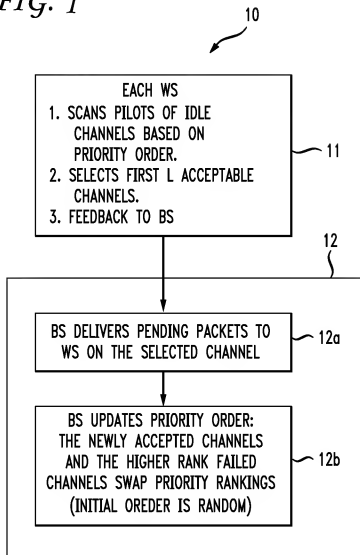 FIG. 1
10
EACH WS
1. SCANS PILOTS OF IDLE
CHANNELS BASED ON
PRIORITY ORDER.
2. SELECTS FIRST L ACCEPTABLE
CHANNELS.
3. FEEDBACK TO BS
11
12
BS DELIVERS PENDING PACKETS TO
WS ON THE SELECTED CHANNEL
12a
BS UPDATES PRIORITY ORDER:
THE NEWLY ACCEPTED CHANNELS
AND THE HIGHER RANK FAILED
CHANNELS SWAP PRIORITY RANKINGS
(INITIAL OREDER IS RANDOM)
12b